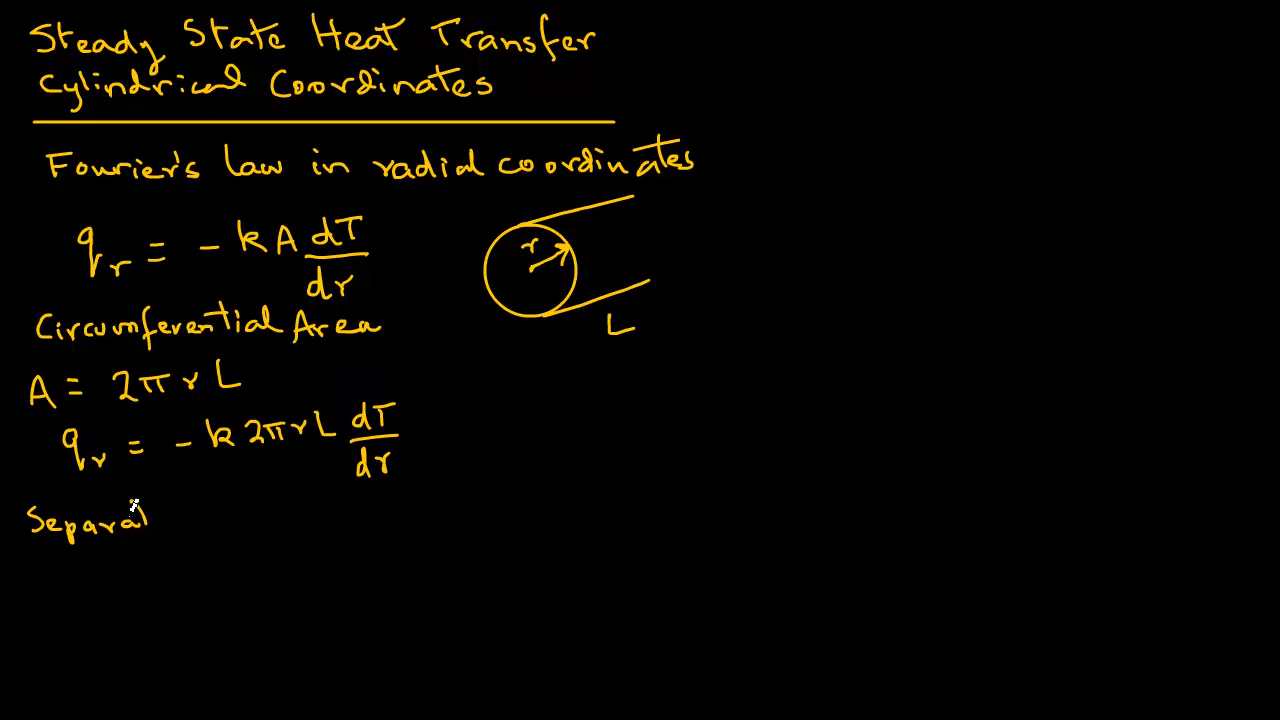 Steady State Heat Transfer
Cylindrical Coordinates
Fourier's law in radial coordinates
q_r = - k A dT/dr
r
L
Circumferential Area
A = 2π r L
q_r = - k 2π r L dT/dr
Separat